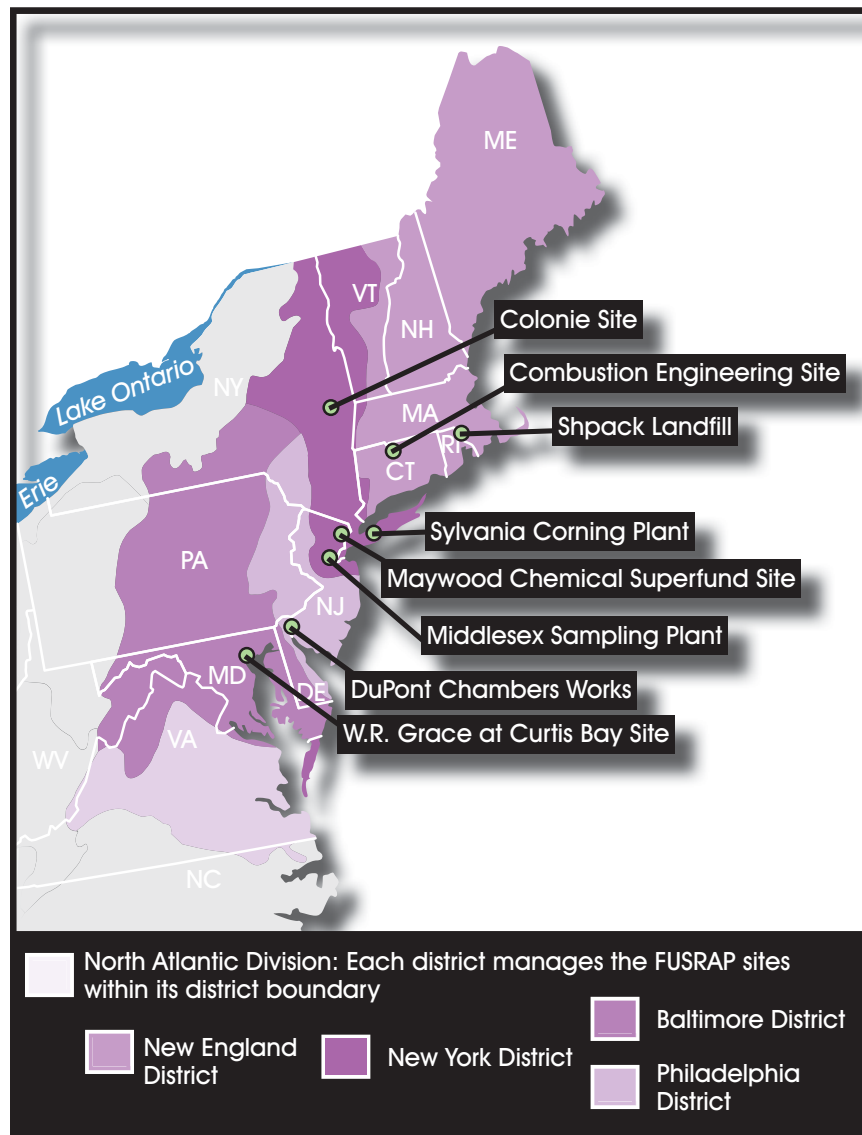 ME
VT
NH
Colonie Site
Lake Ontario
NY
Combustion Engineering Site
MA
Shpack Landfill
RI
CT
Erie
Sylvania Corning Plant
PA
Maywood Chemical Superfund Site
NJ
Middlesex Sampling Plant
MD
DE
DuPont Chambers Works
W.R. Grace at Curtis Bay Site
VA
WV
NC
North Atlantic Division: Each district manages the FUSRAP sites
within its district boundary
New England
District
New York District
Baltimore District
Philadelphia
District